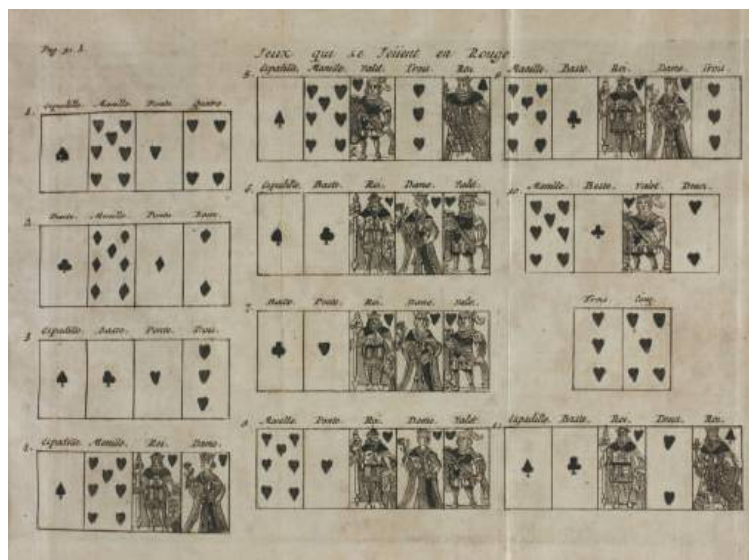 Pag. 91. 1.
Jeux qui se Joüent en Rouge
1. Espadille. Manille. Ponte. Quatre.
2. Baste. Manille. Ponte. Deux.
3. Espadille. Baste. Ponte. Trois.
4. Espadille. Manille. Roi. Dame.
5. Espadille. Manille. Valet. Trois. Roi.
6. Espadille. Baste. Roi. Dame. Valet.
7. Baste. Ponte. Roi. Dame. Valet.
8. Manille. Ponte. Roi. Dame. Valet.
9. Manille. Baste. Roi. Dame. Trois.
10. Manille. Baste. Valet. Deux.
Trois. Cinq.
11. Espadille. Baste. Roi. Deux. Roi.